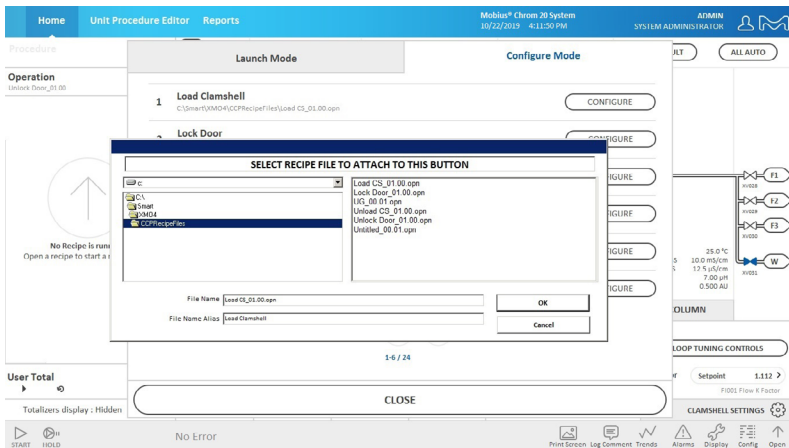 Home
Unit Procedure Editor
Reports
Mobius® Chrom 20 System
10/22/2019 4:11:50 PM
ADMIN
SYSTEM ADMINISTRATOR
Procedure
Launch Mode
Configure Mode
ALL AUTO
Operation
Unlock Door_01.00
1
Load Clamshell
C:\Smart\XMO4\CCPRecipeFiles\Load CS_01.00.opn
CONFIGURE
Lock Door
SELECT RECIPE FILE TO ATTACH TO THIS BUTTON
c:
C:\
Smart
XMO4
CCPRecipeFiles
Load CS_01.00.opn
Lock Door_01.00.opn
UG_00.01.opn
Unload CS_01.00.opn
Unlock Door_01.00.opn
Untitled_00.01.opn
File Name
Load CS_01.00.opn
OK
File Name Alias
Load Clamshell
Cancel
No Recipe is
Open a recipe to start a
F1
XV028
F2
XV029
F3
XV030
W
XV031
25.0 °C
10.0 mS/cm
12.5 µS/cm
7.00 pH
0.500 AU
1-6 / 24
LOOP TUNING CONTROLS
User Total
Setpoint
1.112
FI001 Flow K Factor
CLOSE
Totalizers display : Hidden
CLAMSHELL SETTINGS
START
HOLD
No Error
Print Screen
Log Comment
Trends
Alarms
Display
Config
Open